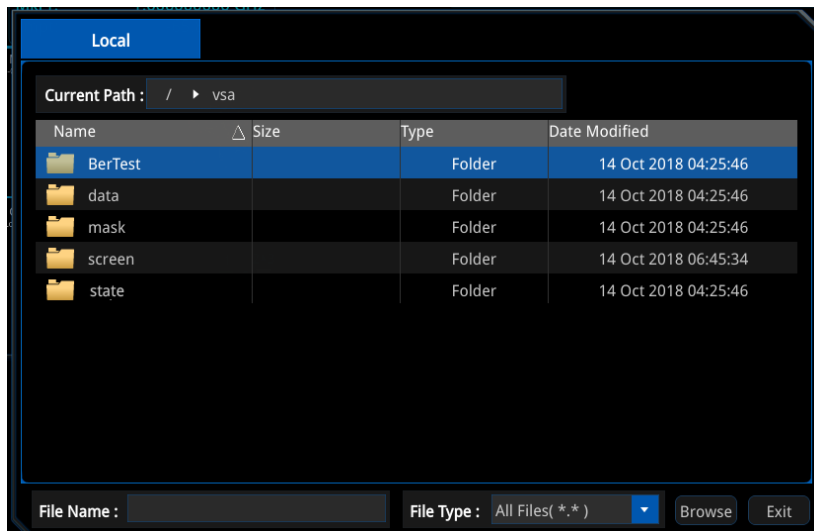 Local
Current Path : / vsa
Name Size Type Date Modified
BerTest Folder 14 Oct 2018 04:25:46
data Folder 14 Oct 2018 04:25:46
mask Folder 14 Oct 2018 04:25:46
screen Folder 14 Oct 2018 06:45:34
state Folder 14 Oct 2018 04:25:46
File Name : File Type : All Files( *.* ) Browse Exit